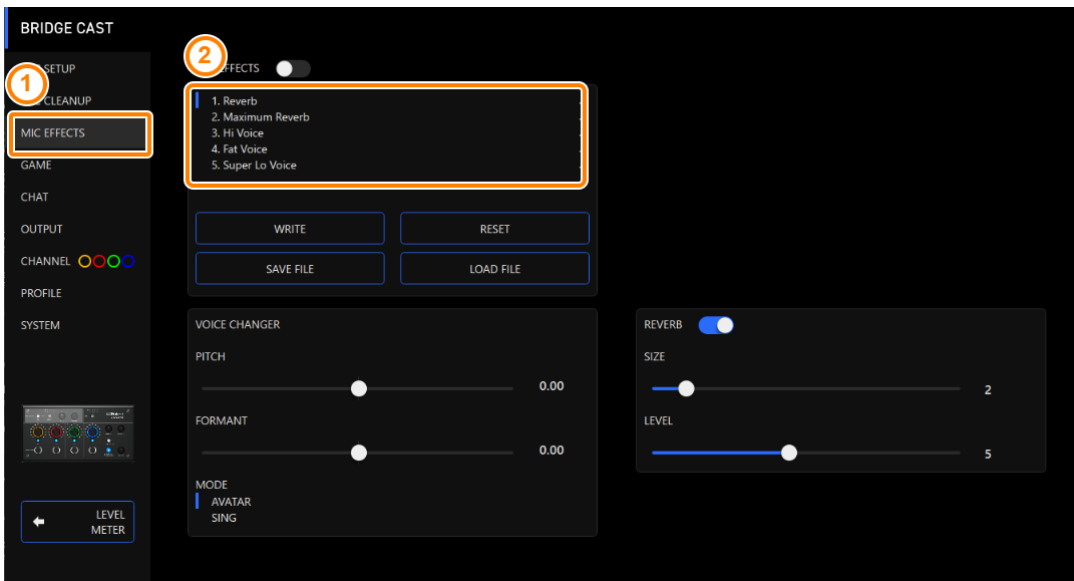 BRIDGE CAST
SETUP
CLEANUP
MIC EFFECTS
GAME
CHAT
OUTPUT
CHANNEL
PROFILE
SYSTEM
LEVEL
METER
1
2
EFFECTS
1. Reverb
2. Maximum Reverb
3. Hi Voice
4. Fat Voice
5. Super Lo Voice
WRITE
RESET
SAVE FILE
LOAD FILE
VOICE CHANGER
PITCH
0.00
FORMANT
0.00
MODE
AVATAR
SING
REVERB
SIZE
2
LEVEL
5